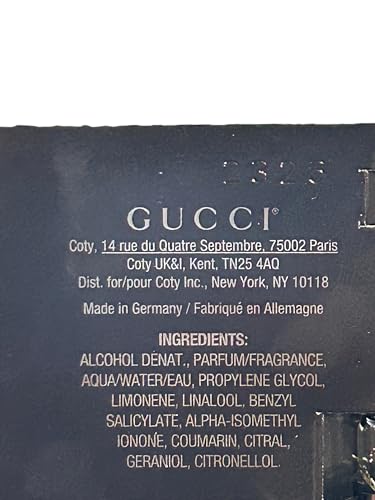 2323
GUCCI®
Coty, 14 rue du Quatre Septembre, 75002 Paris
Coty UK&I, Kent, TN25 4AQ
Dist. for/pour Coty Inc., New York, NY 10118
Made in Germany / Fabriqué en Allemagne
INGREDIENTS:
ALCOHOL DENAT., PARFUM/FRAGRANCE,
AQUA/WATER/EAU, PROPYLENE GLYCOL,
LIMONENE, LINALOOL, BENZYL
SALICYLATE, ALPHA-ISOMETHYL
IONONE, COUMARIN, CITRAL,
GERANIOL, CITRONELLOL.